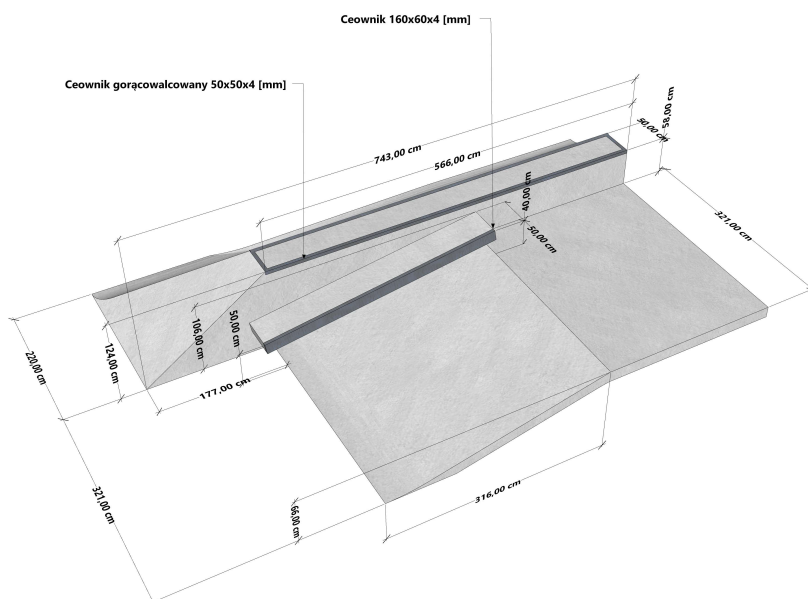 Ceownik 160x60x4 [mm]
Ceownik gorącowalcowany 50x50x4 [mm]
743,00 cm
566,00 cm
58,00 cm
50,00 cm
40,00 cm
50,00 cm
321,00 cm
220,00 cm
124,00 cm
106,00 cm
50,00 cm
177,00 cm
321,00 cm
66,00 cm
316,00 cm